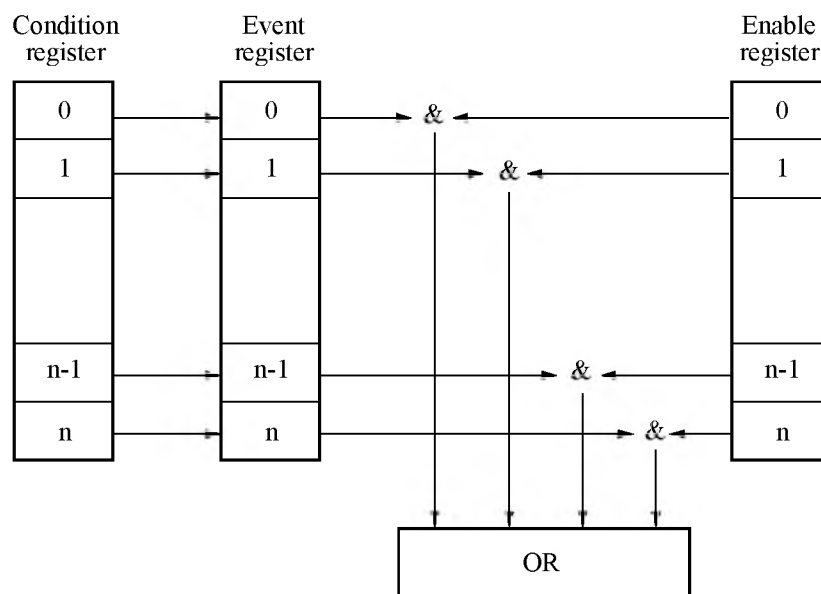 Condition register
Event register
Enable register
0
0
&
0
1
1
&
1
n-1
n-1
&
n-1
n
n
&
n
OR